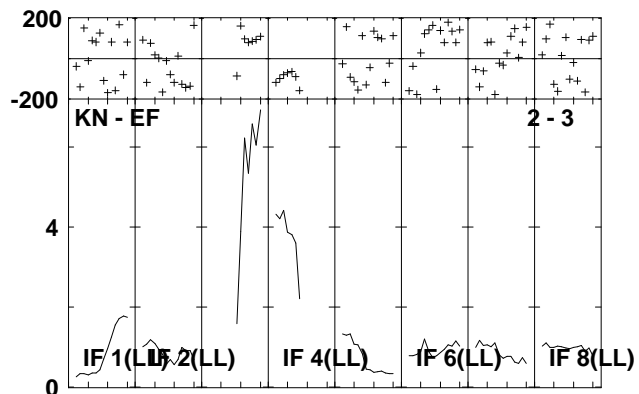 200
-200
KN - EF 2 - 3
4
IF 1(LL) IF 2(LL) IF 4(LL) IF 6(LL) IF 8(LL)
0